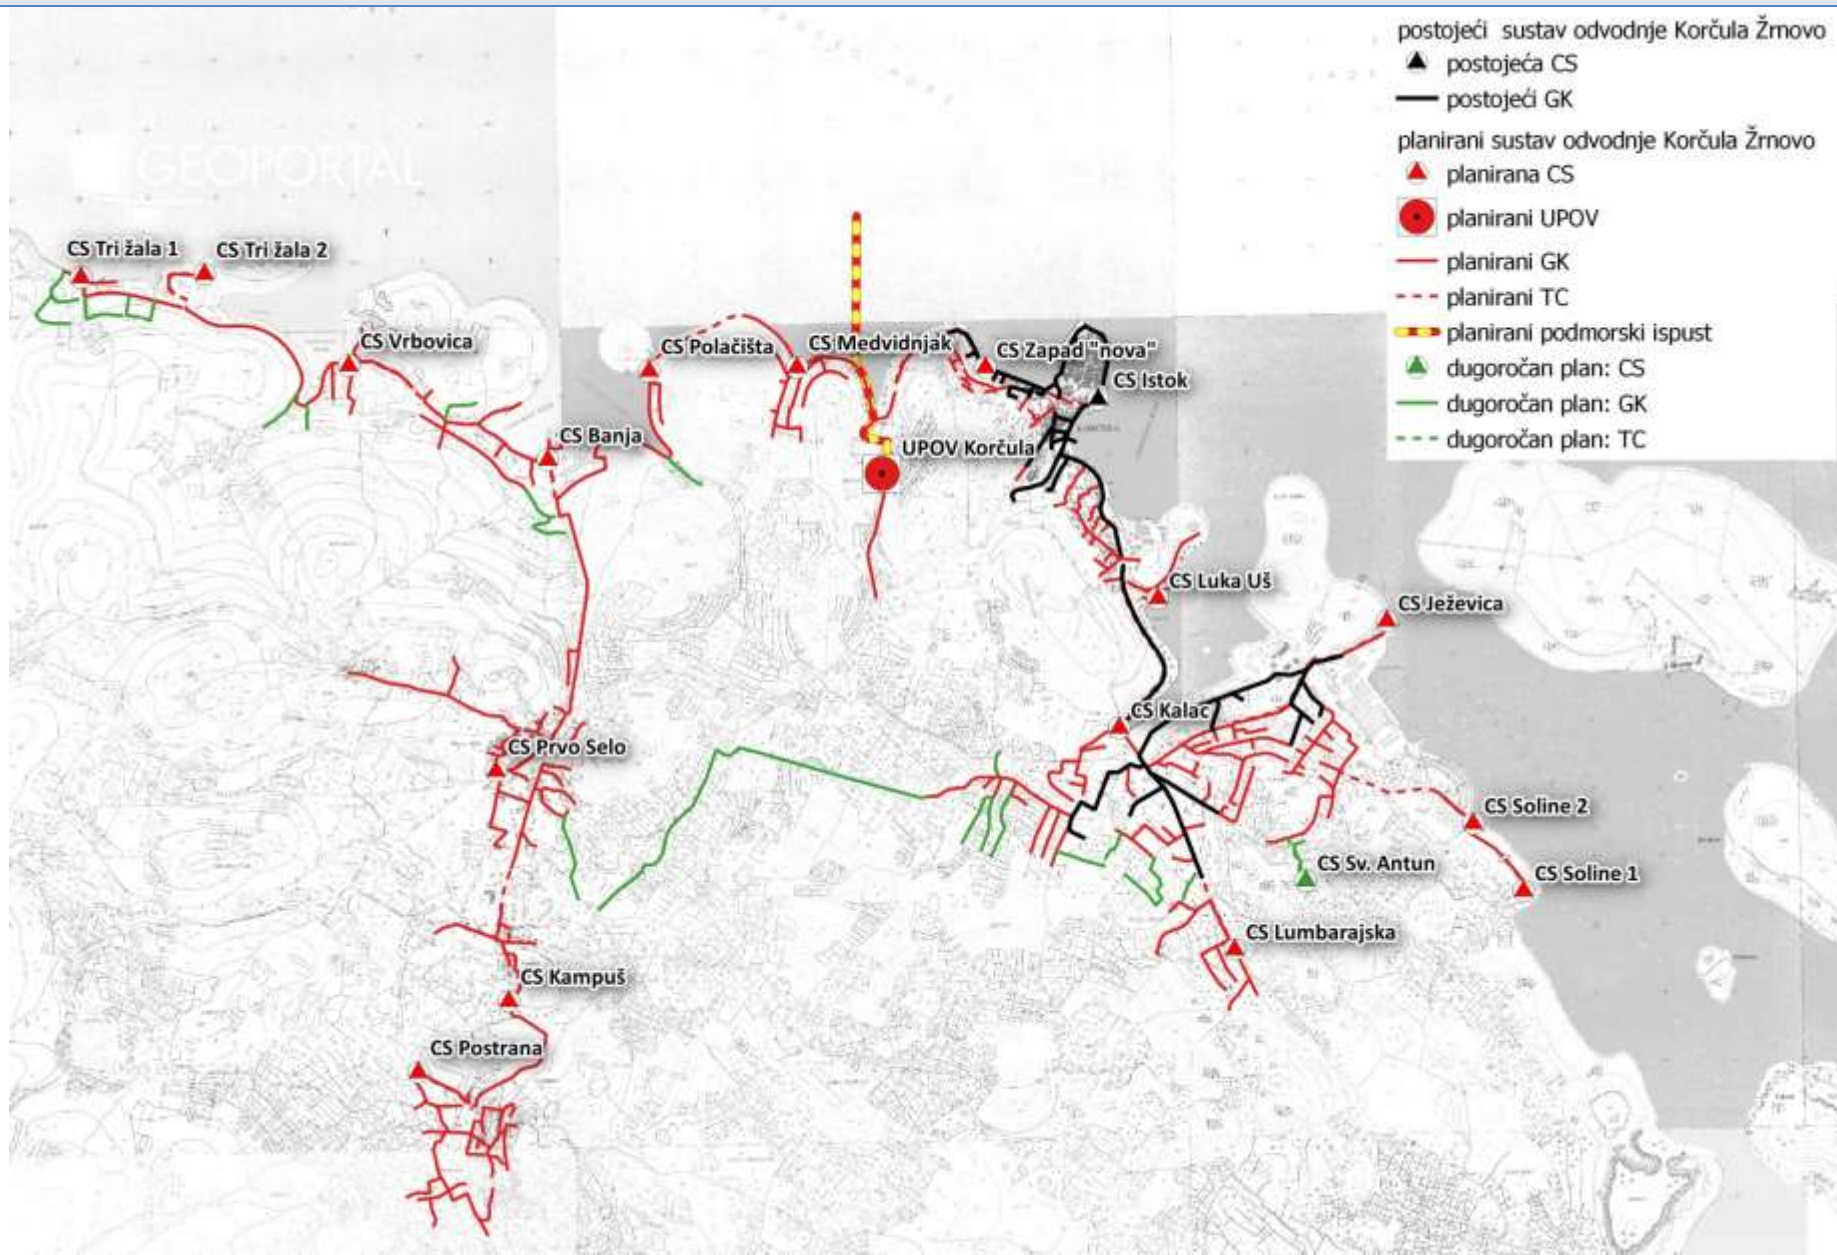 postojeći sustav odvodnje Korčula Žrnovo
postojeća CS
postojeći GK
planirani sustav odvodnje Korčula Žrnovo
planirana CS
planirani UPOV
planirani GK
planirani TC
planirani podmorski ispust
dugoročan plan: CS
dugoročan plan: GK
dugoročan plan: TC
GEOPORTAL
CS Tri žala 1
CS Tri žala 2
CS Vrbovica
CS Polačišta
CS Medvidnjak
CS Zapad "nova"
CS Istok
CS Banja
UPOV Korčula
CS Luka Uš
CS Ježevica
CS Kalac
CS Prvo Selo
CS Soline 2
CS Sv. Antun
CS Soline 1
CS Lumbarajska
CS Kampuš
CS Postrana